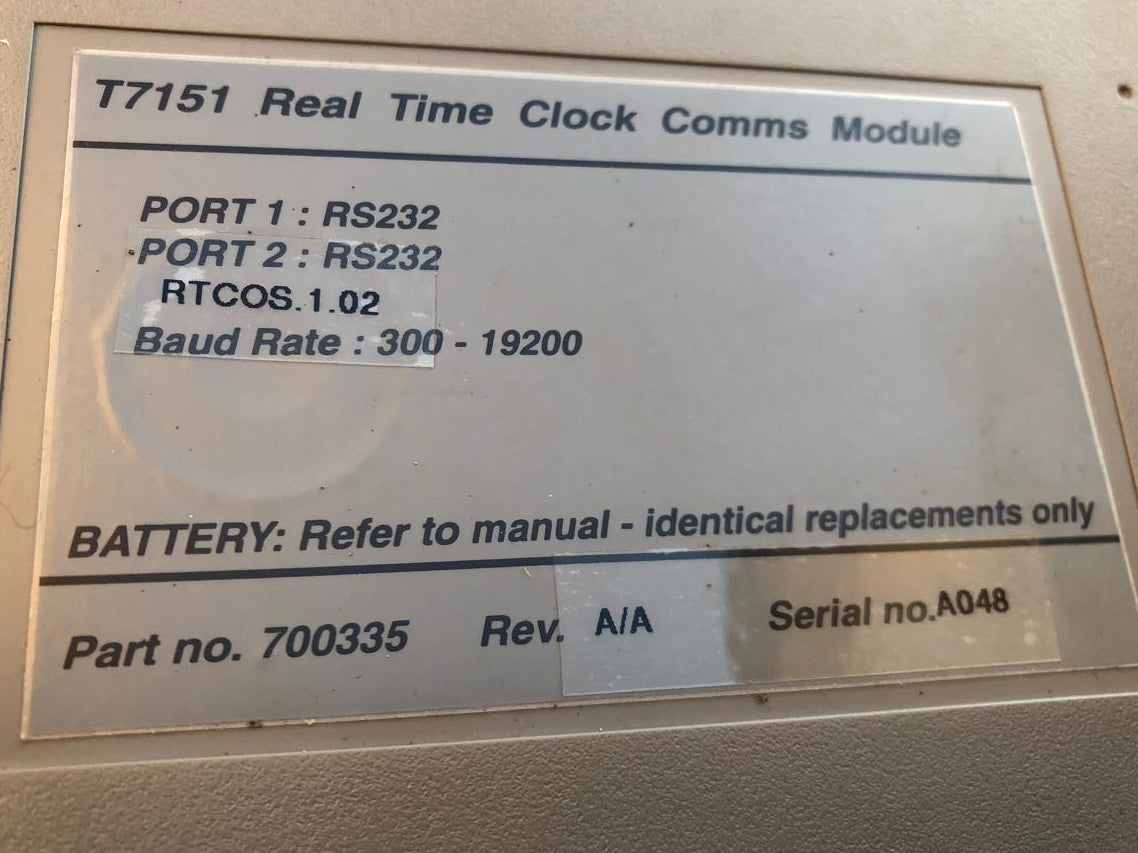 T7151 Real Time Clock Comms Module
PORT 1 : RS232
PORT 2 : RS232
RTCOS.1.02
Baud Rate : 300 - 19200
BATTERY: Refer to manual - identical replacements only
Part no. 700335 Rev. A/A Serial no.A048